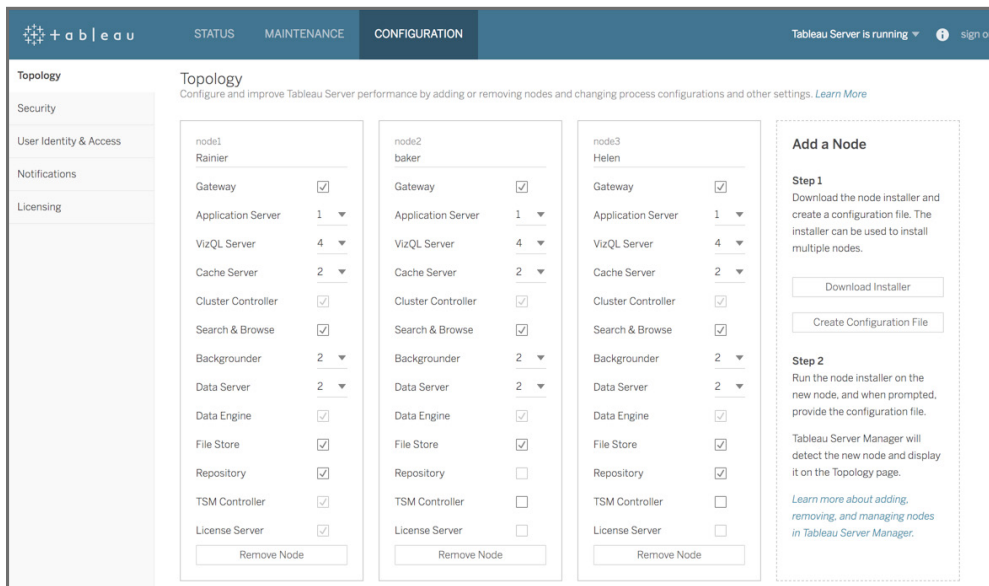 + a b l e a u
STATUS
MAINTENANCE
CONFIGURATION
Tableau Server is running
sign o
Topology
Security
User Identity & Access
Notifications
Licensing
Topology
Configure and improve Tableau Server performance by adding or removing nodes and changing process configurations and other settings. Learn More
node1
Rainier
Gateway
Application Server 1
VizQL Server 4
Cache Server 2
Cluster Controller
Search & Browse
Backgrounder 2
Data Server 2
Data Engine
File Store
Repository
TSM Controller
License Server
Remove Node
node2
baker
Gateway
Application Server 1
VizQL Server 4
Cache Server 2
Cluster Controller
Search & Browse
Backgrounder 2
Data Server 2
Data Engine
File Store
Repository
TSM Controller
License Server
Remove Node
node3
Helen
Gateway
Application Server 1
VizQL Server 4
Cache Server 2
Cluster Controller
Search & Browse
Backgrounder 2
Data Server 2
Data Engine
File Store
Repository
TSM Controller
License Server
Remove Node
Add a Node
Step 1
Download the node installer and
create a configuration file. The
installer can be used to install
multiple nodes.
Download Installer
Create Configuration File
Step 2
Run the node installer on the
new node, and when prompted,
provide the configuration file.
Tableau Server Manager will
detect the new node and display
it on the Topology page.
Learn more about adding,
removing, and managing nodes
in Tableau Server Manager.